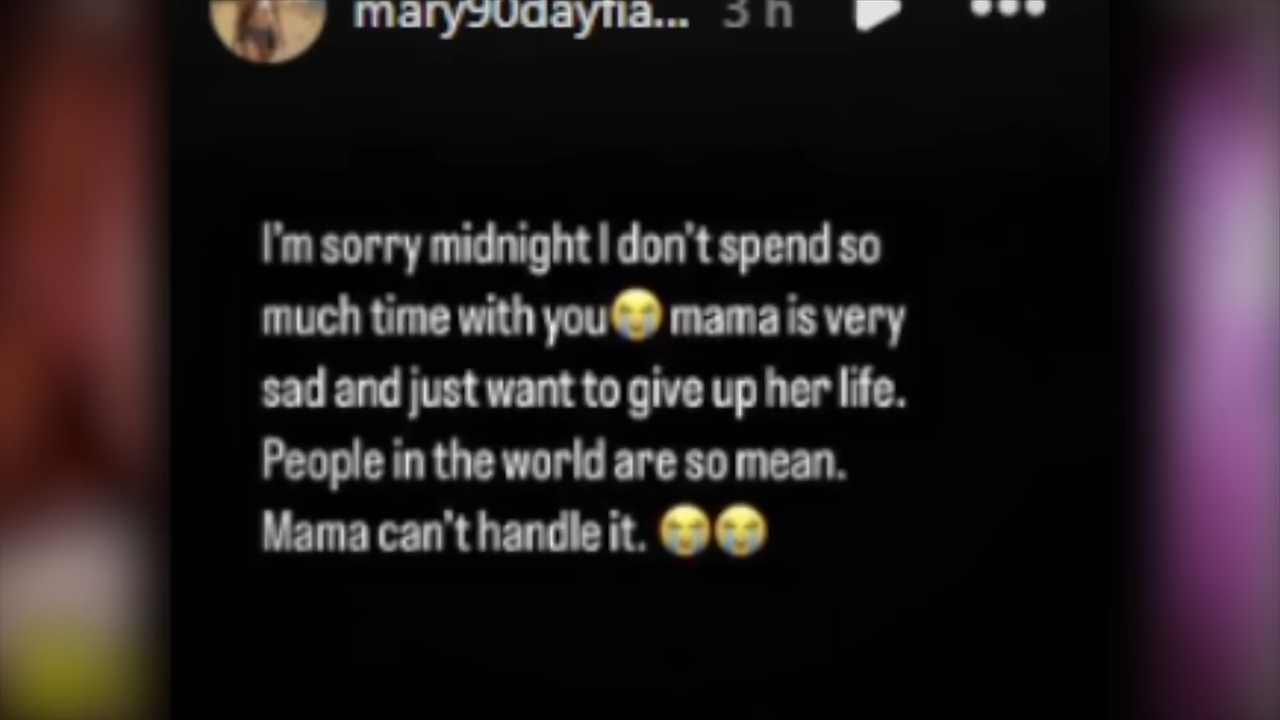 mary90dayfia... 3 h
I'm sorry midnight I don't spend so
much time with you😭 mama is very
sad and just want to give up her life.
People in the world are so mean.
Mama can't handle it. 😭😭